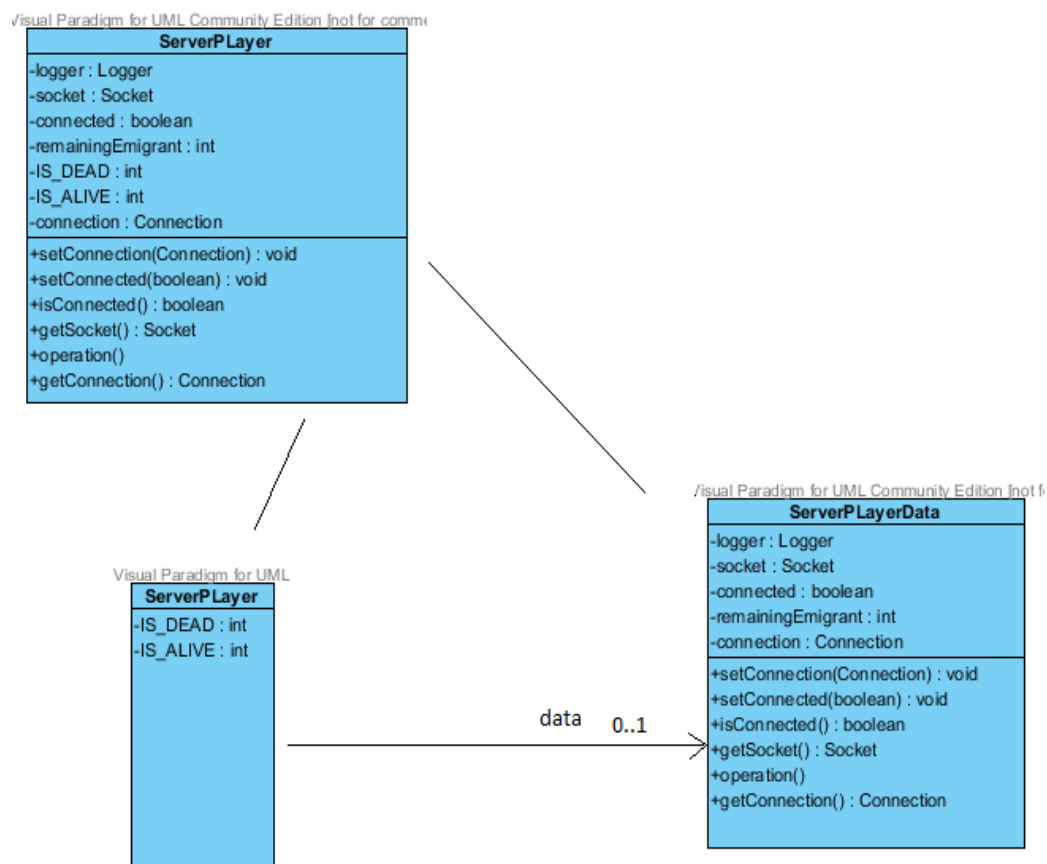 Visual Paradigm for UML Community Edition [not for comme
ServerPLayer
-logger : Logger
-socket : Socket
-connected : boolean
-remainingEmigrant : int
-IS_DEAD : int
-IS_ALIVE : int
-connection : Connection
+setConnection(Connection) : void
+setConnected(boolean) : void
+isConnected() : boolean
+getSocket() : Socket
+operation()
+getConnection() : Connection
Visual Paradigm for UML
ServerPLayer
-IS_DEAD : int
-IS_ALIVE : int
data 0..1
Visual Paradigm for UML Community Edition [not f
ServerPLayerData
-logger : Logger
-socket : Socket
-connected : boolean
-remainingEmigrant : int
-connection : Connection
+setConnection(Connection) : void
+setConnected(boolean) : void
+isConnected() : boolean
+getSocket() : Socket
+operation()
+getConnection() : Connection